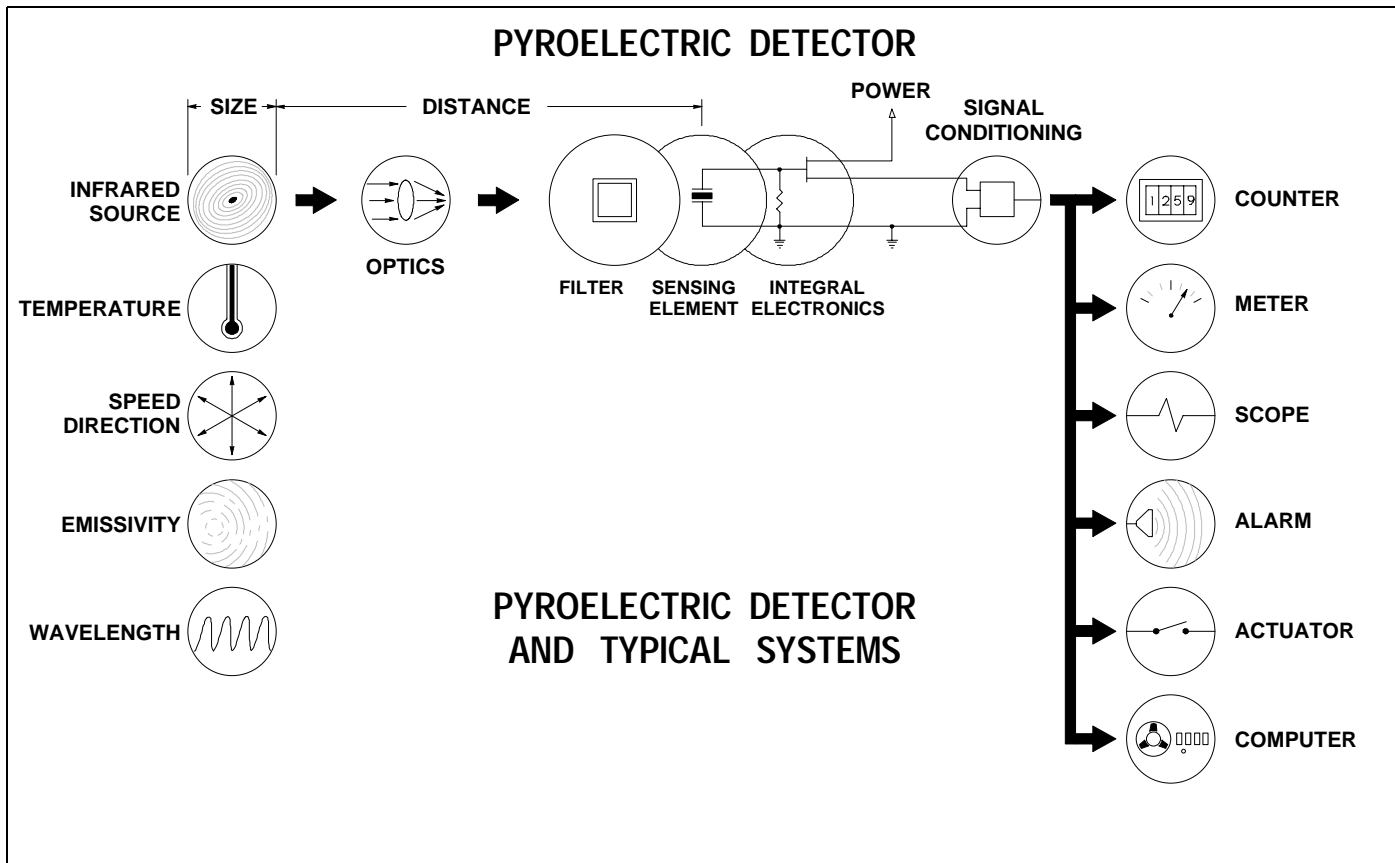 PYROELECTRIC DETECTOR
SIZE
DISTANCE
POWER
SIGNAL
CONDITIONING
INFRARED
SOURCE
OPTICS
FILTER
SENSING
ELEMENT
INTEGRAL
ELECTRONICS
1259
COUNTER
TEMPERATURE
METER
SPEED
DIRECTION
SCOPE
EMISSIVITY
ALARM
WAVELENGTH
PYROELECTRIC DETECTOR
AND TYPICAL SYSTEMS
ACTUATOR
COMPUTER